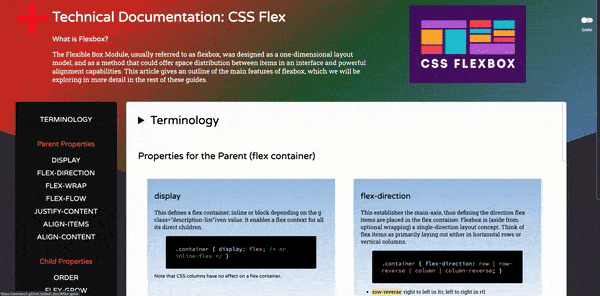 Technical Documentation: CSS Flex
What is Flexbox?
The Flexible Box Module, usually referred to as flexbox, was designed as a one-dimensional layout
model, and as a method that could offer space distribution between items in an interface and powerful
alignment capabilities. This article gives an outline of the main features of flexbox, which we will be
exploring in more detail in the rest of these guides.
CSS FLEXBOX
DARK
TERMINOLOGY
Parent Properties
DISPLAY
FLEX-DIRECTION
FLEX-WRAP
FLEX-FLOW
JUSTIFY-CONTENT
ALIGN-ITEMS
ALIGN-CONTENT
Child Properties
ORDER
FLEX-GROW
Terminology
Properties for the Parent (flex container)
display
This defines a flex container; inline or block depending on the g
class="description-list"iven value. It enables a flex context for all
its direct children.
.container { display: flex; /* or
inline-flex */ }
Note that CSS columns have no effect on a flex container.
flex-direction
This establishes the main-axis, thus defining the direction flex
items are placed in the flex container. Flexbox is (aside from
optional wrapping) a single-direction layout concept. Think of
flex items as primarily laying out either in horizontal rows or
vertical columns.
.container { flex-direction: row | row-
reverse | column | column-reverse; }
row-reverse: right to left in ltr; left to right in rtl